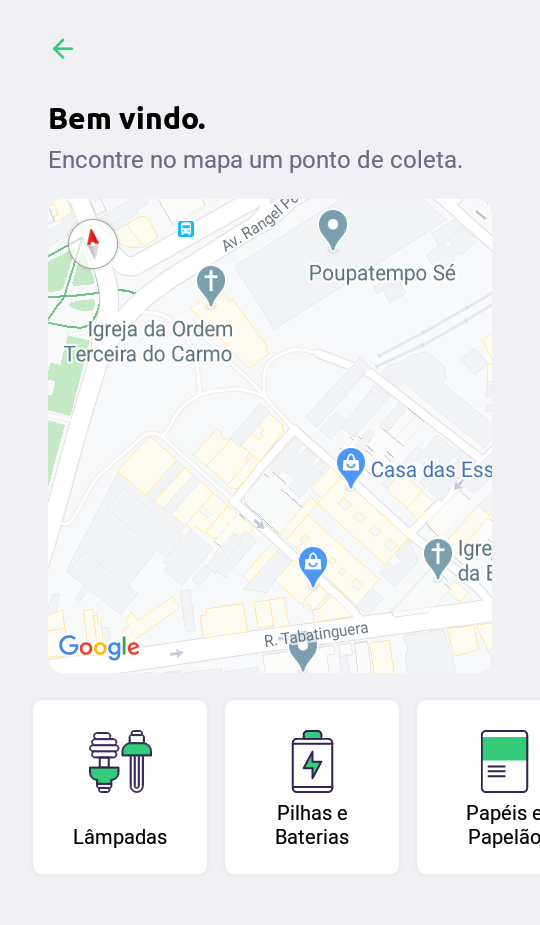 Bem vindo.
Encontre no mapa um ponto de coleta.
Av. Rangel Pe
Poupatempo Sé
Igreja da Ordem
Terceira do Carmo
Casa das Ess
Igre
da B
R. Tabatinguera
Google
Lâmpadas
Pilhas e
Baterias
Papéis e
Papelão